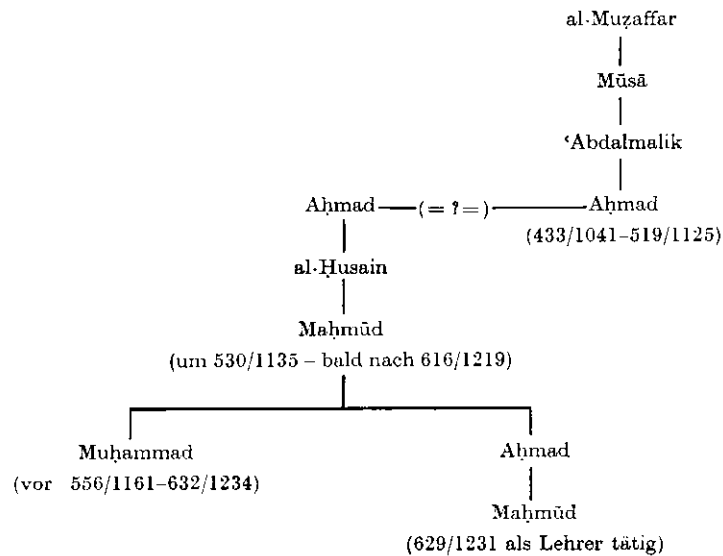 al-Muẓaffar
Mūsā
ʿAbdalmalik
Aḥmad (= ? =) Aḥmad
(433/1041–519/1125)
al-Ḥusain
Maḥmūd
(um 530/1135 – bald nach 616/1219)
Muḥammad Aḥmad
(vor 556/1161–632/1234)
Maḥmūd
(629/1231 als Lehrer tätig)